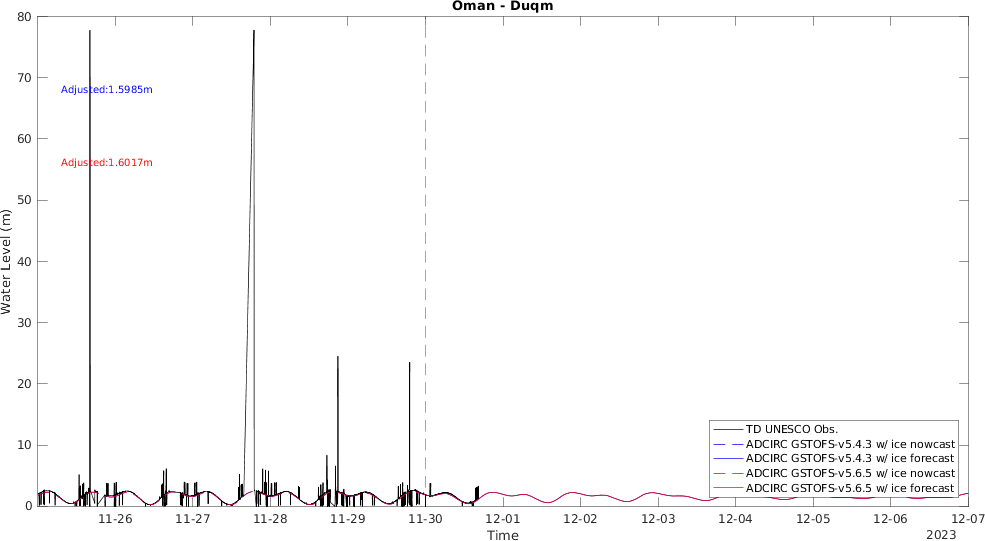 Oman - Duqm
80
70
60
50
40
30
20
10
0
Water Level (m)
Adjusted:1.5985m
Adjusted:1.6017m
TD UNESCO Obs.
ADCIRC GSTOFS-v5.4.3 w/ ice nowcast
ADCIRC GSTOFS-v5.4.3 w/ ice forecast
ADCIRC GSTOFS-v5.6.5 w/ ice nowcast
ADCIRC GSTOFS-v5.6.5 w/ ice forecast
11-26 11-27 11-28 11-29 11-30 12-01 12-02 12-03 12-04 12-05 12-06 12-07
Time
2023